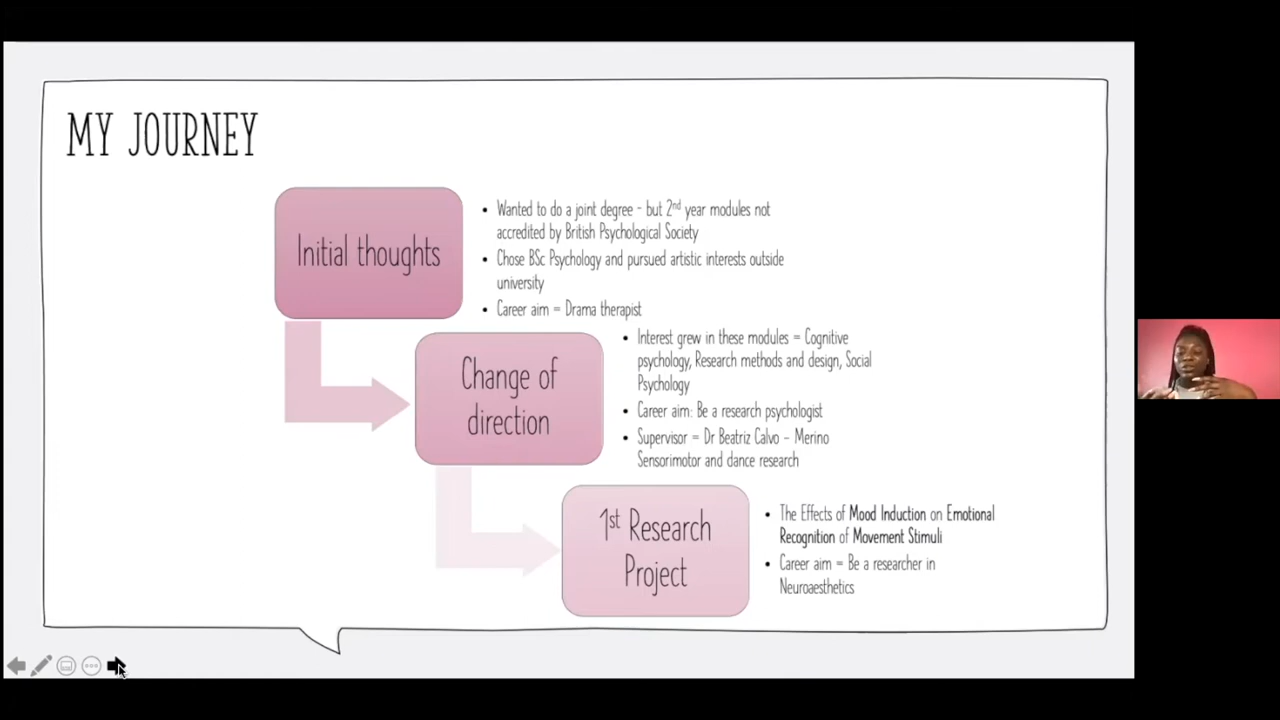 MY JOURNEY
Initial thoughts
• Wanted to do a joint degree - but 2nd year modules not
accredited by British Psychological Society
• Chose BSc Psychology and pursued artistic interests outside
university
• Career aim = Drama therapist
Change of
direction
• Interest grew in these modules = Cognitive
psychology, Research methods and design, Social
Psychology
• Career aim: Be a research psychologist
• Supervisor = Dr Beatriz Calvo - Merino
Sensorimotor and dance research
1st Research
Project
• The Effects of Mood Induction on Emotional
Recognition of Movement Stimuli
• Career aim = Be a researcher in
Neuroaesthetics